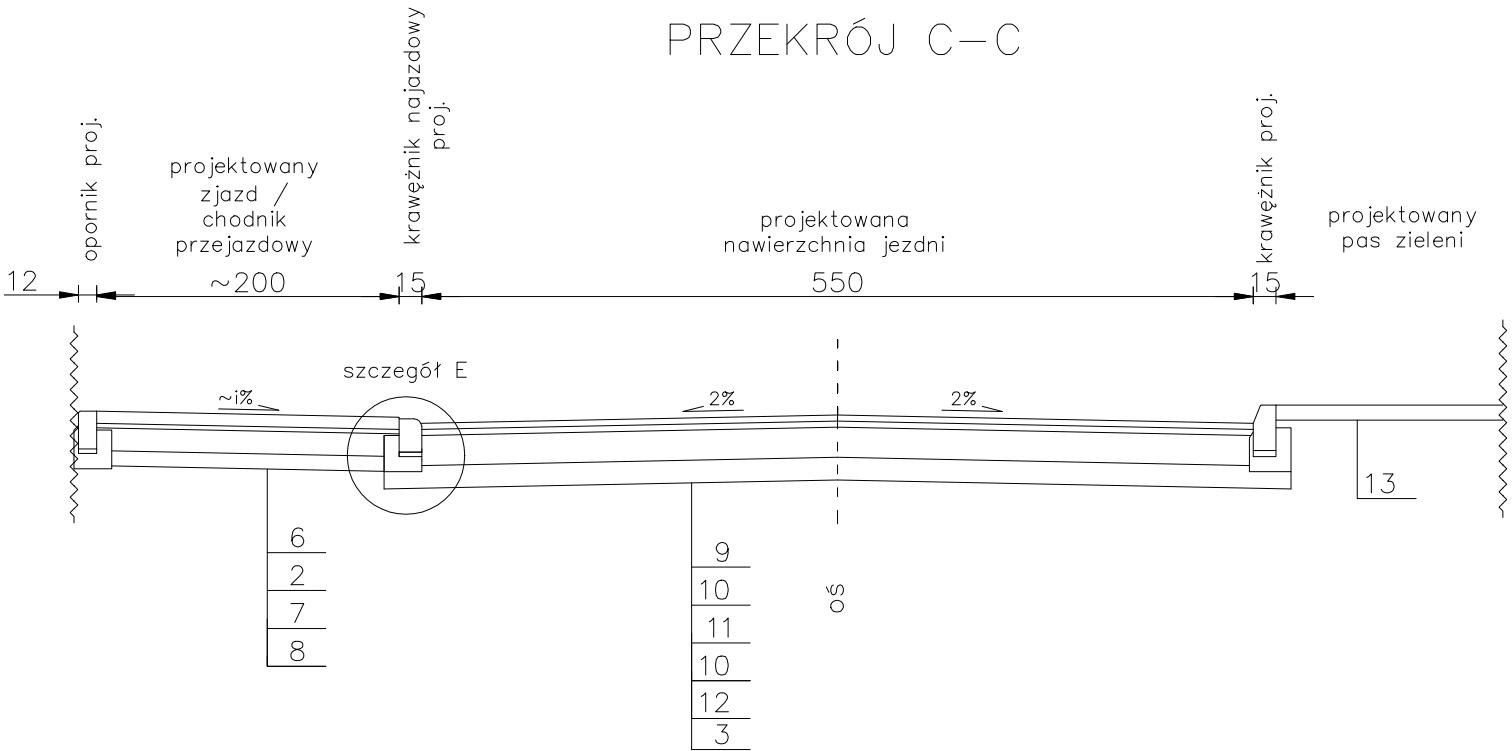 PRZEKRÓJ C-C
opornik proj.
projektowany
zjazd /
chodnik
przejazdowy
krawężnik najazdowy
proj.
projektowana
nawierzchnia jezdni
krawężnik proj.
projektowany
pas zieleni
12
~200
15
550
15
szczegół E
~i%
2%
2%
6
2
7
8
9
10
11
10
12
3
oś
13